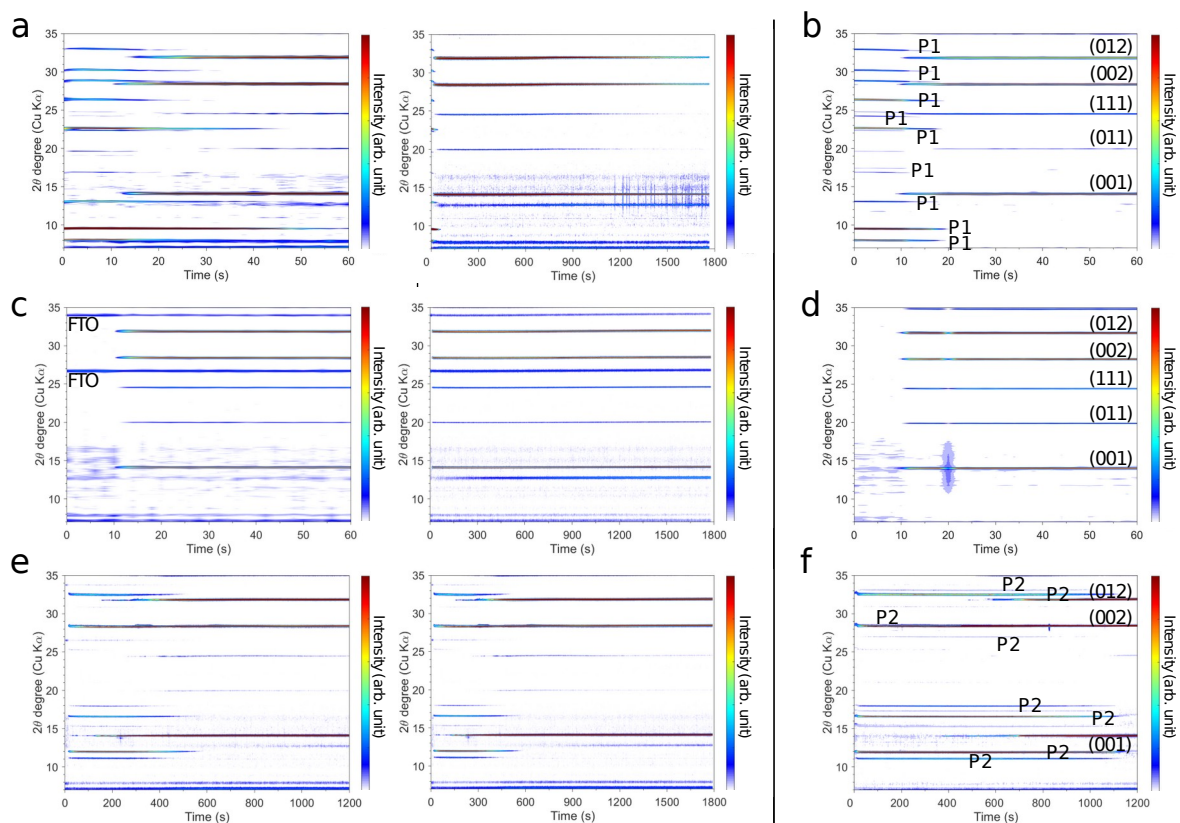 a
35
30
25
20
15
10
2θ degree (Cu Kα)
0 10 20 30 40 50 60
Time (s)
Intensity (arb. unit)
35
30
25
20
15
10
2θ degree (Cu Kα)
0 300 600 900 1200 1500 1800
Time (s)
Intensity (arb. unit)
b
35
30
25
20
15
10
2θ degree (Cu Kα)
P1 (012)
P1 (002)
P1 (111)
P1
P1 (011)
P1
P1 (001)
P1
P1
0 10 20 30 40 50 60
Time (s)
Intensity (arb. unit)
c
35
30
25
20
15
10
2θ degree (Cu Kα)
FTO
FTO
0 10 20 30 40 50 60
Time (s)
Intensity (arb. unit)
35
30
25
20
15
10
2θ degree (Cu Kα)
0 300 600 900 1200 1500 1800
Time (s)
Intensity (arb. unit)
d
35
30
25
20
15
10
2θ degree (Cu Kα)
(012)
(002)
(111)
(011)
(001)
0 10 20 30 40 50 60
Time (s)
Intensity (arb. unit)
e
35
30
25
20
15
10
2θ degree (Cu Kα)
0 200 400 600 800 1000 1200
Time (s)
Intensity (arb. unit)
35
30
25
20
15
10
2θ degree (Cu Kα)
0 300 600 900 1200 1500 1800
Time (s)
Intensity (arb. unit)
f
35
30
25
20
15
10
2θ degree (Cu Kα)
P2 P2 (012)
P2 (002)
P2
P2
P2
P2 (001)
P2
0 200 400 600 800 1000 1200
Time (s)
Intensity (arb. unit)